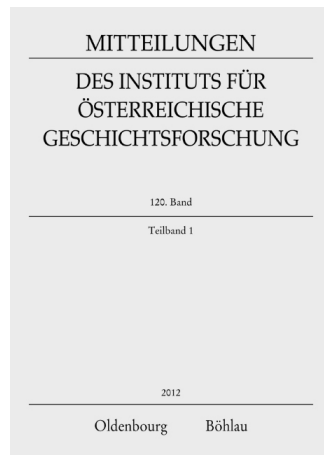 MITTEILUNGEN
DES INSTITUTS FÜR
ÖSTERREICHISCHE
GESCHICHTSFORSCHUNG
120. Band
Teilband 1
2012
Oldenbourg Böhlau